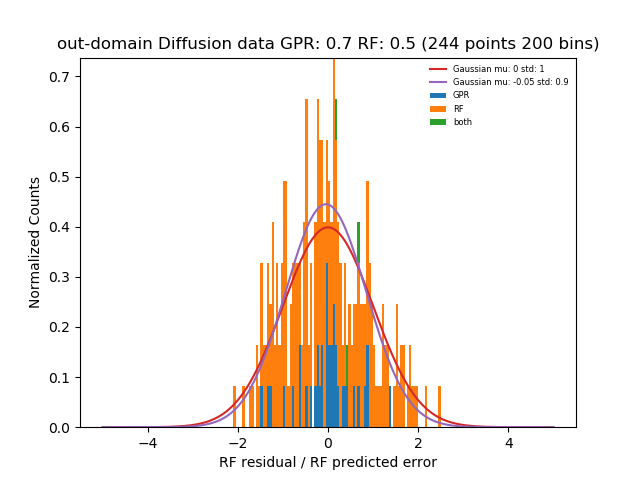 out-domain Diffusion data GPR: 0.7 RF: 0.5 (244 points 200 bins)
Gaussian mu: 0 std: 1
Gaussian mu: -0.05 std: 0.9
GPR
RF
both
Normalized Counts
0.7
0.6
0.5
0.4
0.3
0.2
0.1
0.0
−4 −2 0 2 4
RF residual / RF predicted error